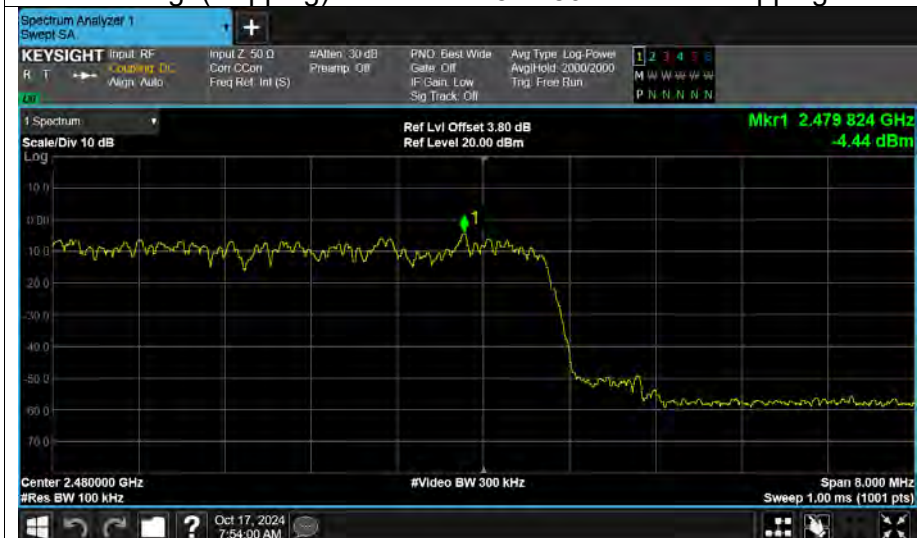 Spectrum Analyzer 1
Swept SA
+
KEYSIGHT Input: RF
R T
Coupling: DC
Align: Auto
Input Z: 50 Ω
Corr CCorr
Freq Ref: Int (S)
#Atten: 30 dB
Preamp: Off
PNO: Best Wide
Gate: Off
IF Gain: Low
Sig Track: Off
Avg Type: Log-Power
Avg|Hold: 2000/2000
Trig: Free Run
1 2 3 4 5 6
M W W W W W
P N N N N N
1 Spectrum
Scale/Div 10 dB
Ref Lvl Offset 3.80 dB
Ref Level 20.00 dBm
Mkr1 2.479 824 GHz
-4.44 dBm
Log
10.0
0.00
-10.0
-20.0
-30.0
-40.0
-50.0
-60.0
-70.0
1
Center 2.480000 GHz
#Res BW 100 kHz
#Video BW 300 kHz
Span 8.000 MHz
Sweep 1.00 ms (1001 pts)
?
Oct 17, 2024
7:54:00 AM